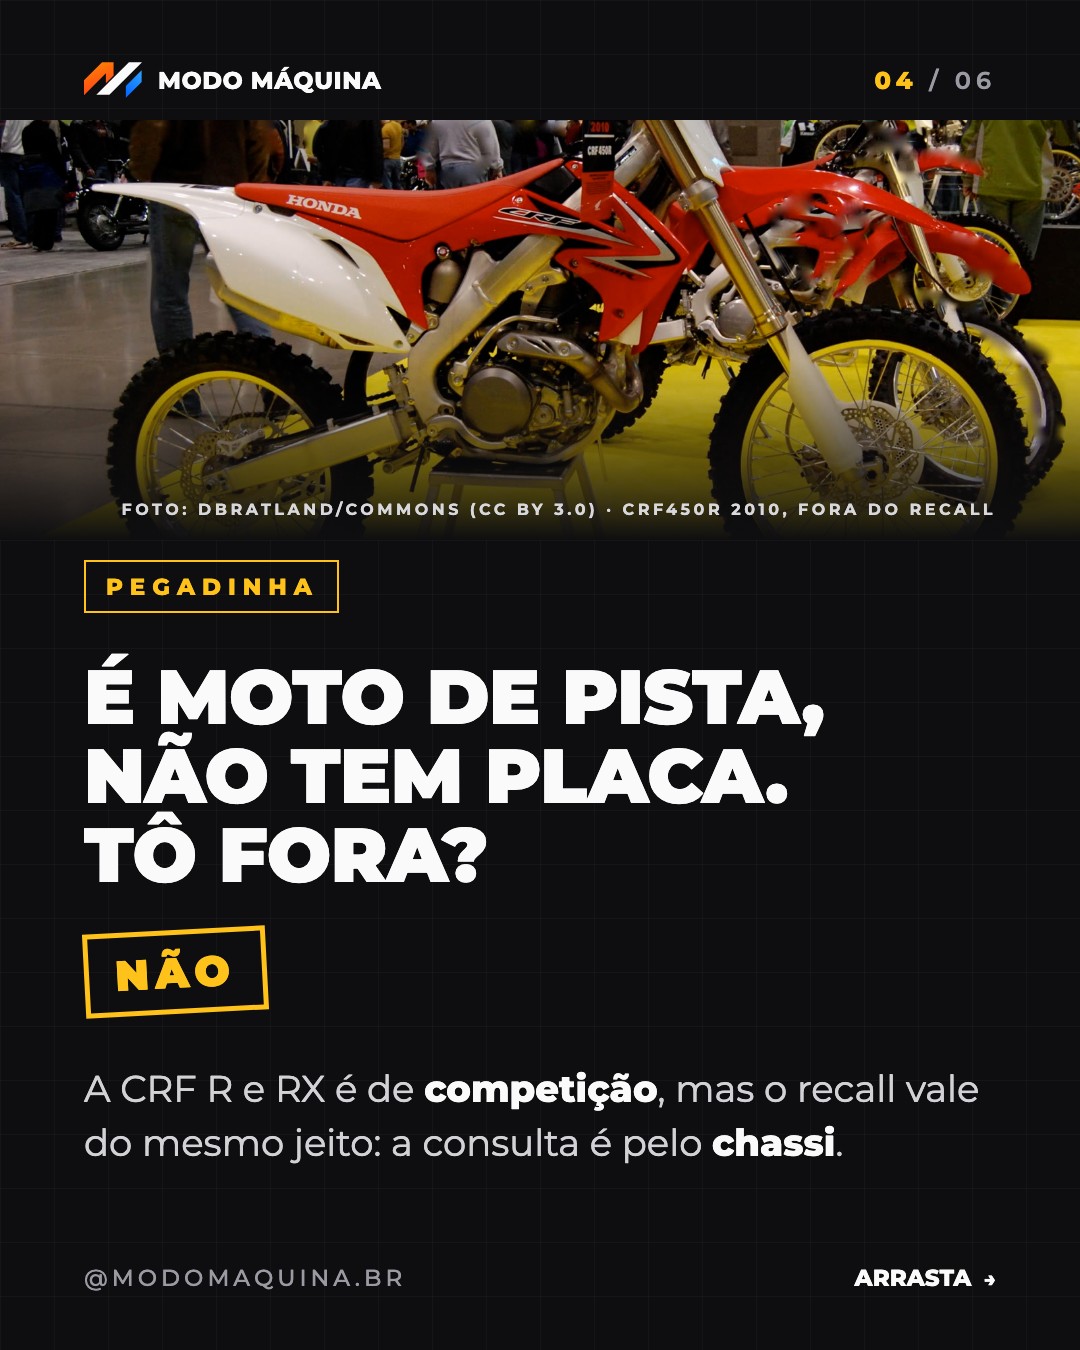 MODO MÁQUINA
04 / 06
2010
CRF450R
HONDA
CRF
FOTO: DBRATLAND/COMMONS (CC BY 3.0) · CRF450R 2010, FORA DO RECALL
PEGADINHA
É MOTO DE PISTA,
NÃO TEM PLACA.
TÔ FORA?
NÃO
A CRF R e RX é de competição, mas o recall vale
do mesmo jeito: a consulta é pelo chassi.
@MODOMAQUINA.BR
ARRASTA →